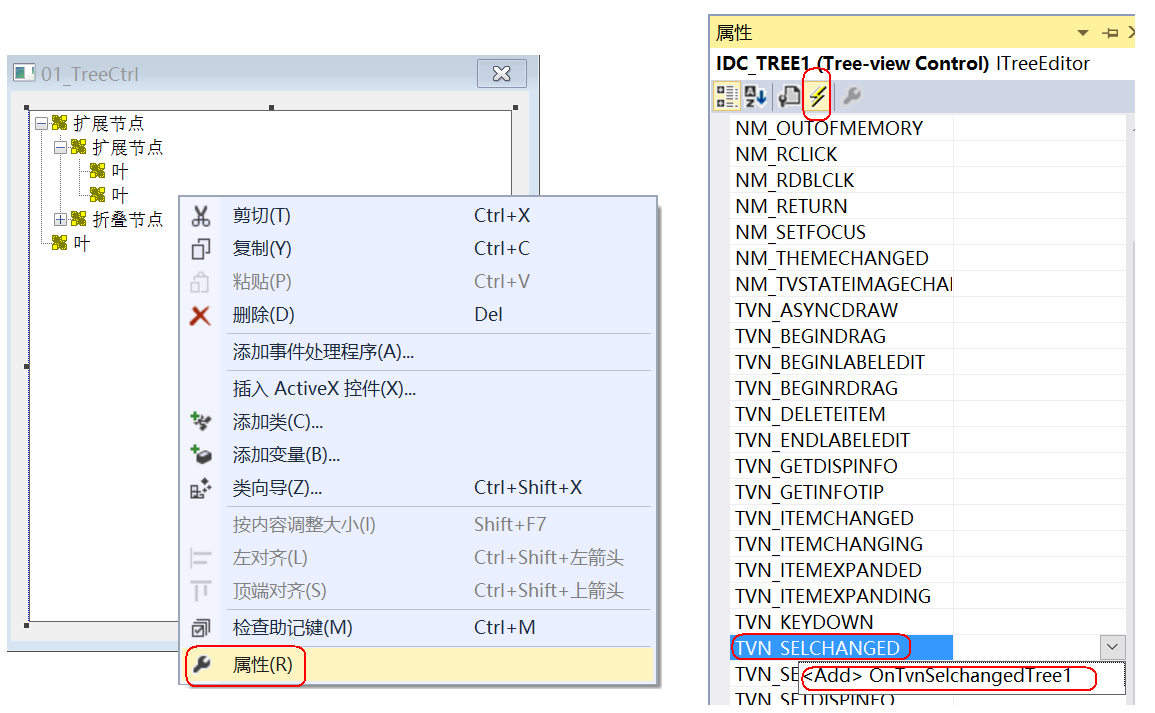 01_TreeCtrl
扩展节点
扩展节点
叶
叶
折叠节点
叶
剪切(T) Ctrl+X
复制(Y) Ctrl+C
粘贴(P) Ctrl+V
删除(D) Del
添加事件处理程序(A)...
插入 ActiveX 控件(X)...
添加类(C)...
添加变量(B)...
类向导(Z)... Ctrl+Shift+X
按内容调整大小(I) Shift+F7
左对齐(L) Ctrl+Shift+左箭头
顶端对齐(S) Ctrl+Shift+上箭头
检查助记键(M) Ctrl+M
属性(R)
属性
IDC_TREE1 (Tree-view Control) ITreeEditor
NM_OUTOFMEMORY
NM_RCLICK
NM_RDBLCLK
NM_RETURN
NM_SETFOCUS
NM_THEMECHANGED
NM_TVSTATEIMAGECHAI
TVN_ASYNCDRAW
TVN_BEGINDRAG
TVN_BEGINLABELEDIT
TVN_BEGINRDRAG
TVN_DELETEITEM
TVN_ENDLABELEDIT
TVN_GETDISPINFO
TVN_GETINFOTIP
TVN_ITEMCHANGED
TVN_ITEMCHANGING
TVN_ITEMEXPANDED
TVN_ITEMEXPANDING
TVN_KEYDOWN
TVN_SELCHANGED
TVN_SE <Add> OnTvnSelchangedTree1
TVN_SETDISPINFO